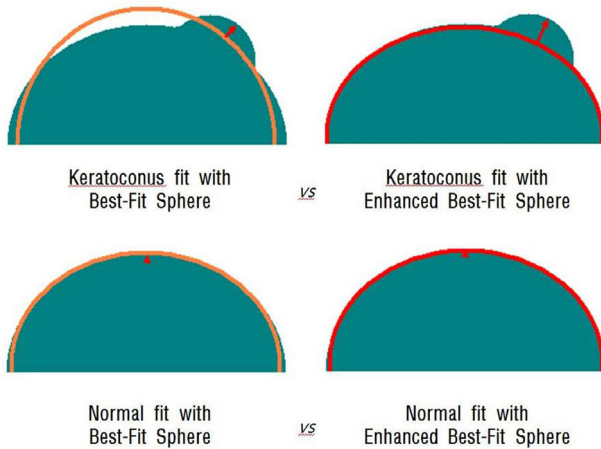 Keratoconus fit with
Best-Fit Sphere
VS
Keratoconus fit with
Enhanced Best-Fit Sphere
Normal fit with
Best-Fit Sphere
VS
Normal fit with
Enhanced Best-Fit Sphere